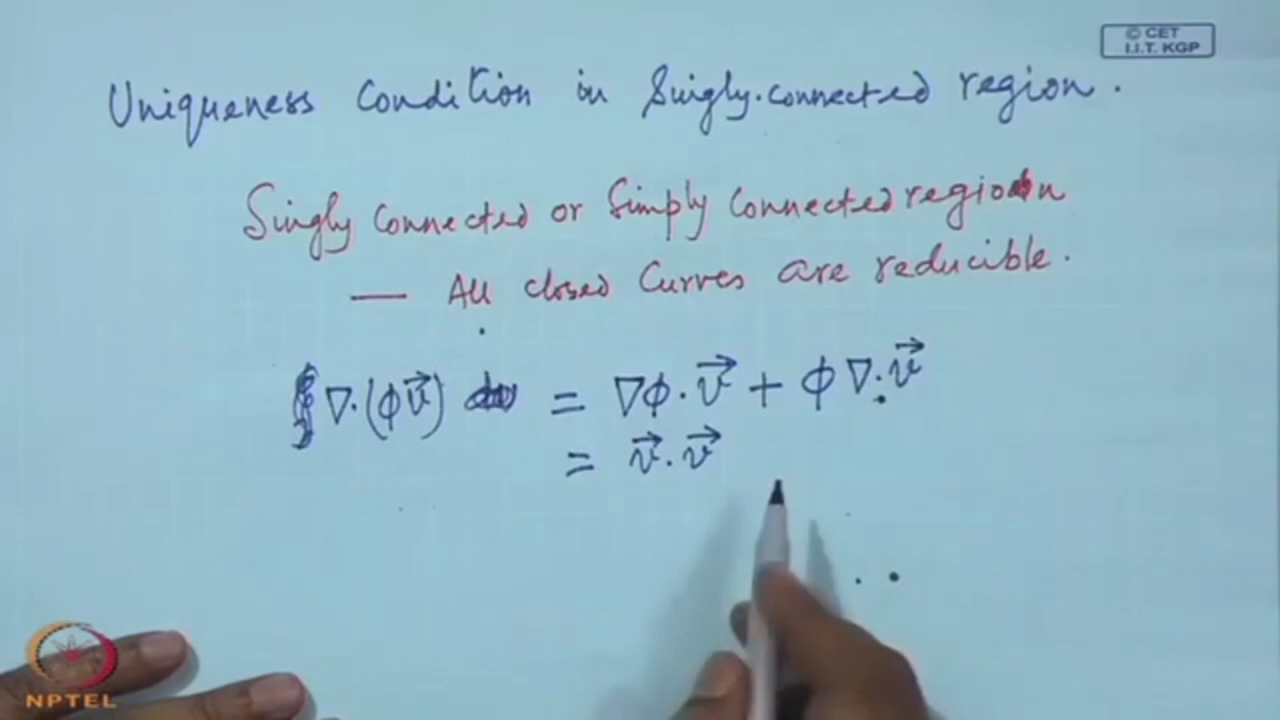 © CET
I.I.T. KGP
Uniqueness Condition in Singly-connected region.
Singly connected or Simply connected region
— All closed Curves are reducible.
∇·(φv⃗) = ∇φ·v⃗ + φ∇·v⃗
= v⃗·v⃗
NPTEL